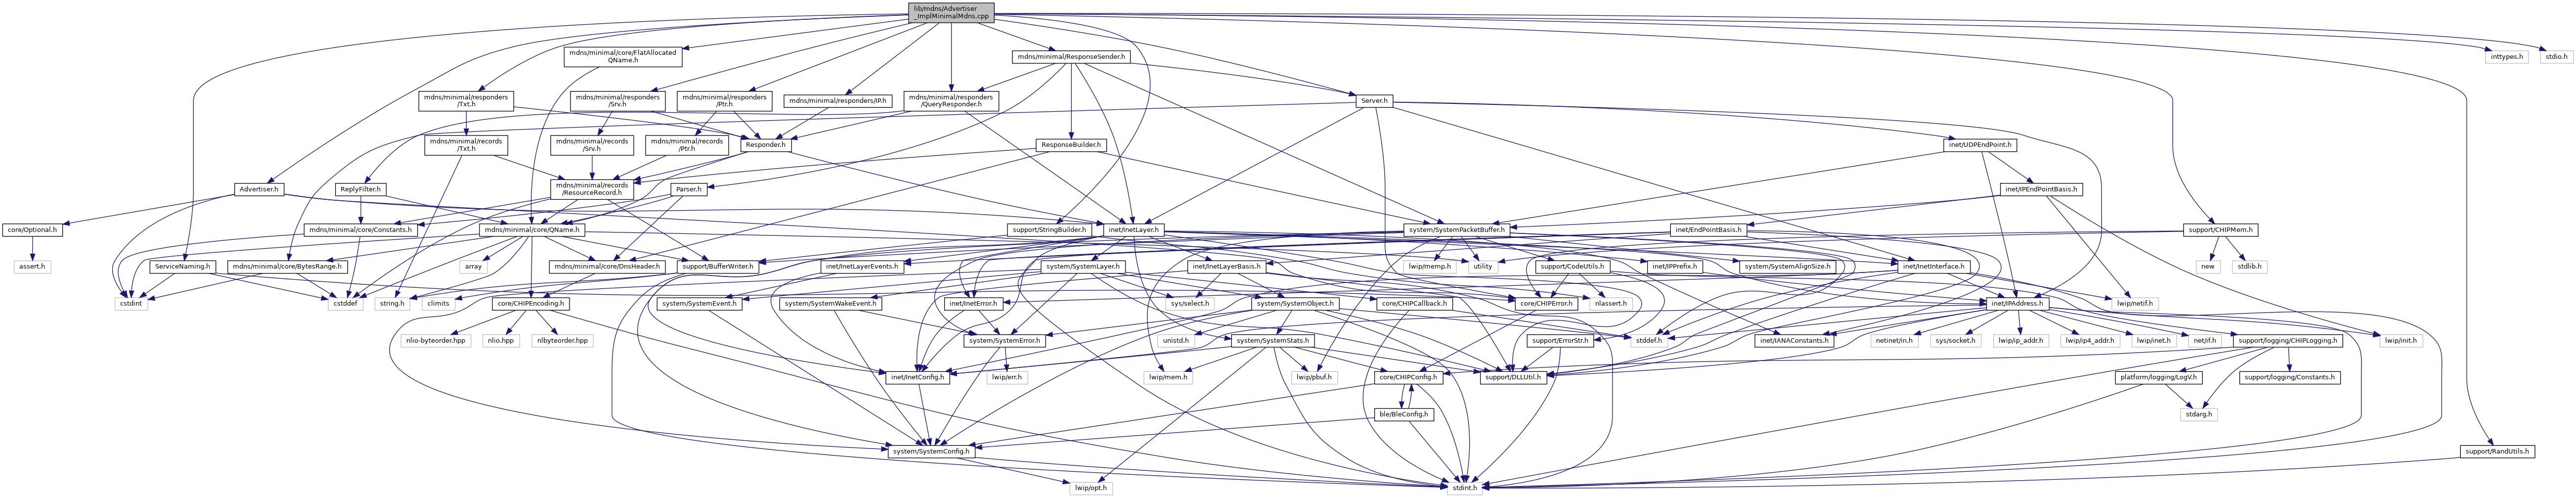 lib/mdns/Advertiser
_ImplMinimalMdns.cpp
mdns/minimal/core/FlatAllocated
QName.h
mdns/minimal/ResponseSender.h
inttypes.h
stdio.h
mdns/minimal/responders
/Txt.h
mdns/minimal/responders
/Srv.h
mdns/minimal/responders
/Ptr.h
mdns/minimal/responders/IP.h
mdns/minimal/responders
/QueryResponder.h
Server.h
mdns/minimal/records
/Txt.h
mdns/minimal/records
/Srv.h
mdns/minimal/records
/Ptr.h
Responder.h
ResponseBuilder.h
inet/UDPEndPoint.h
Advertiser.h
ReplyFilter.h
mdns/minimal/records
/ResourceRecord.h
Parser.h
inet/IPEndPointBasis.h
core/Optional.h
mdns/minimal/core/Constants.h
mdns/minimal/core/QName.h
support/StringBuilder.h
inet/InetLayer.h
system/SystemPacketBuffer.h
inet/EndPointBasis.h
support/CHIPMem.h
assert.h
ServiceNaming.h
mdns/minimal/core/BytesRange.h
array
mdns/minimal/core/DnsHeader.h
support/BufferWriter.h
inet/InetLayerEvents.h
system/SystemLayer.h
inet/InetLayerBasis.h
lwip/memp.h
utility
support/CodeUtils.h
inet/IPPrefix.h
system/SystemAlignSize.h
inet/InetInterface.h
new
stdlib.h
cstdint
cstddef
string.h
climits
core/CHIPEncoding.h
system/SystemEvent.h
system/SystemWakeEvent.h
inet/InetError.h
sys/select.h
system/SystemObject.h
core/CHIPCallback.h
core/CHIPError.h
nlassert.h
inet/IPAddress.h
lwip/netif.h
nlio-byteorder.hpp
nlio.hpp
nlbyteorder.hpp
system/SystemError.h
unistd.h
system/SystemStats.h
support/ErrorStr.h
stddef.h
inet/IANAConstants.h
netinet/in.h
sys/socket.h
lwip/ip_addr.h
lwip/ip4_addr.h
lwip/inet.h
net/if.h
support/logging/CHIPLogging.h
lwip/init.h
inet/InetConfig.h
lwip/err.h
lwip/mem.h
lwip/pbuf.h
core/CHIPConfig.h
support/DLLUtil.h
platform/logging/LogV.h
support/logging/Constants.h
ble/BleConfig.h
stdarg.h
system/SystemConfig.h
support/RandUtils.h
lwip/opt.h
stdint.h